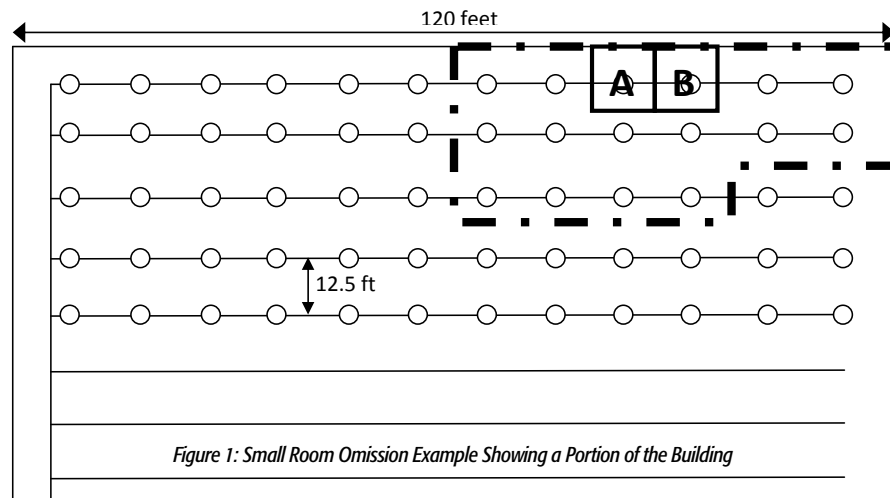 120 feet
A B
12.5 ft
Figure 1: Small Room Omission Example Showing a Portion of the Building